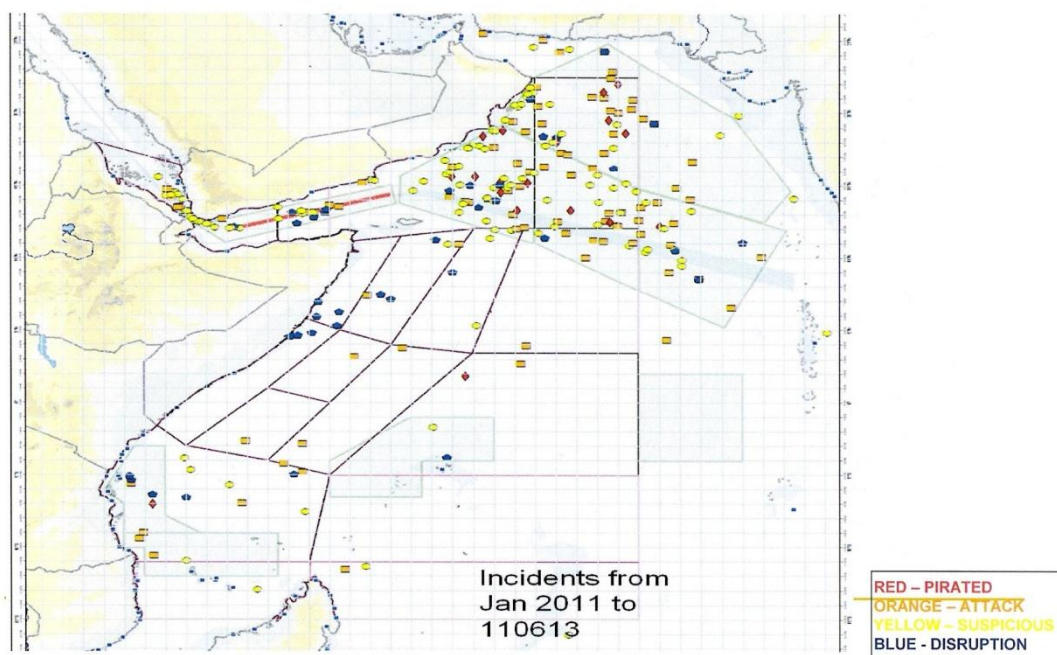 Incidents from
Jan 2011 to
110613
RED – PIRATED
ORANGE – ATTACK
YELLOW – SUSPICIOUS
BLUE - DISRUPTION